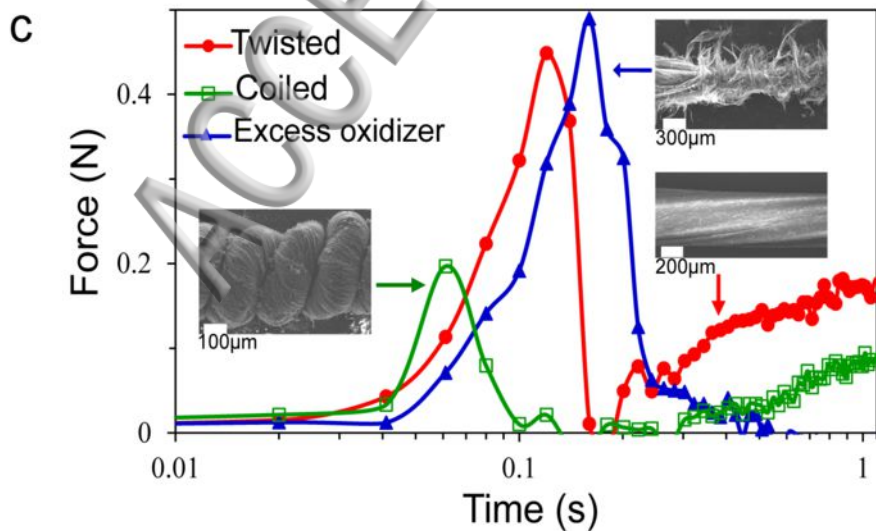 c
Twisted
Coiled
Excess oxidizer
ACCE
300µm
200µm
100µm
Force (N)
0.4
0.2
0
0.01
0.1
1
Time (s)